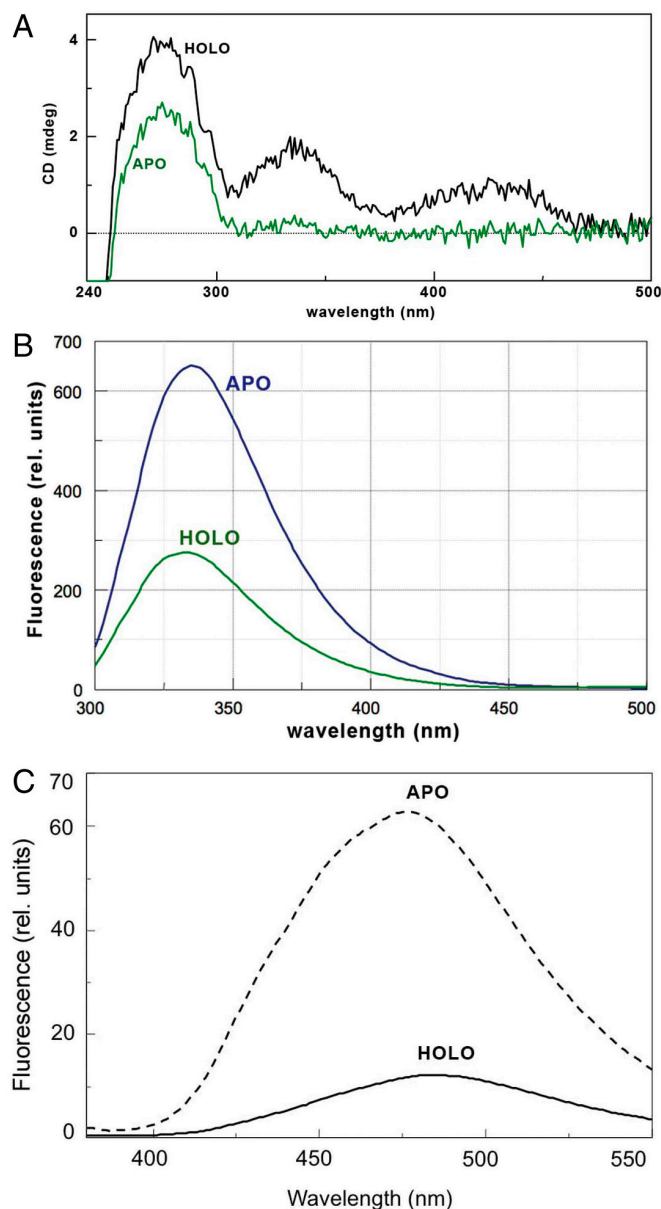 A
4
HOLO
CD (mdeg)
2
APO
0
240
300
400
500
wavelength (nm)
B
700
600
APO
400
HOLO
200
0
Fluorescence (rel. units)
300
350
400
450
500
wavelength (nm)
C
70
APO
60
40
20
HOLO
0
Fluorescence (rel. units)
400
450
500
550
Wavelength (nm)